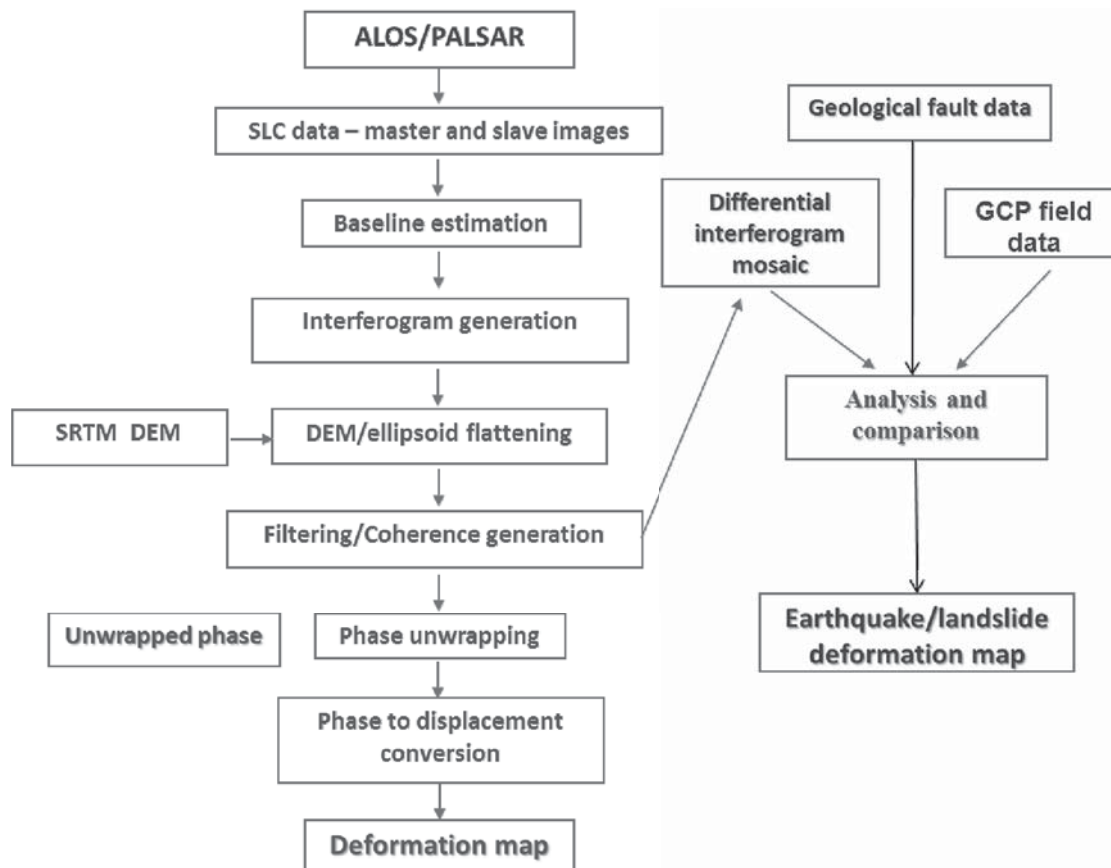 ALOS/PALSAR
SLC data – master and slave images
Baseline estimation
Interferogram generation
SRTM DEM
DEM/ellipsoid flattening
Filtering/Coherence generation
Unwrapped phase
Phase unwrapping
Phase to displacement
conversion
Deformation map
Geological fault data
Differential
interferogram
mosaic
GCP field
data
Analysis and
comparison
Earthquake/landslide
deformation map